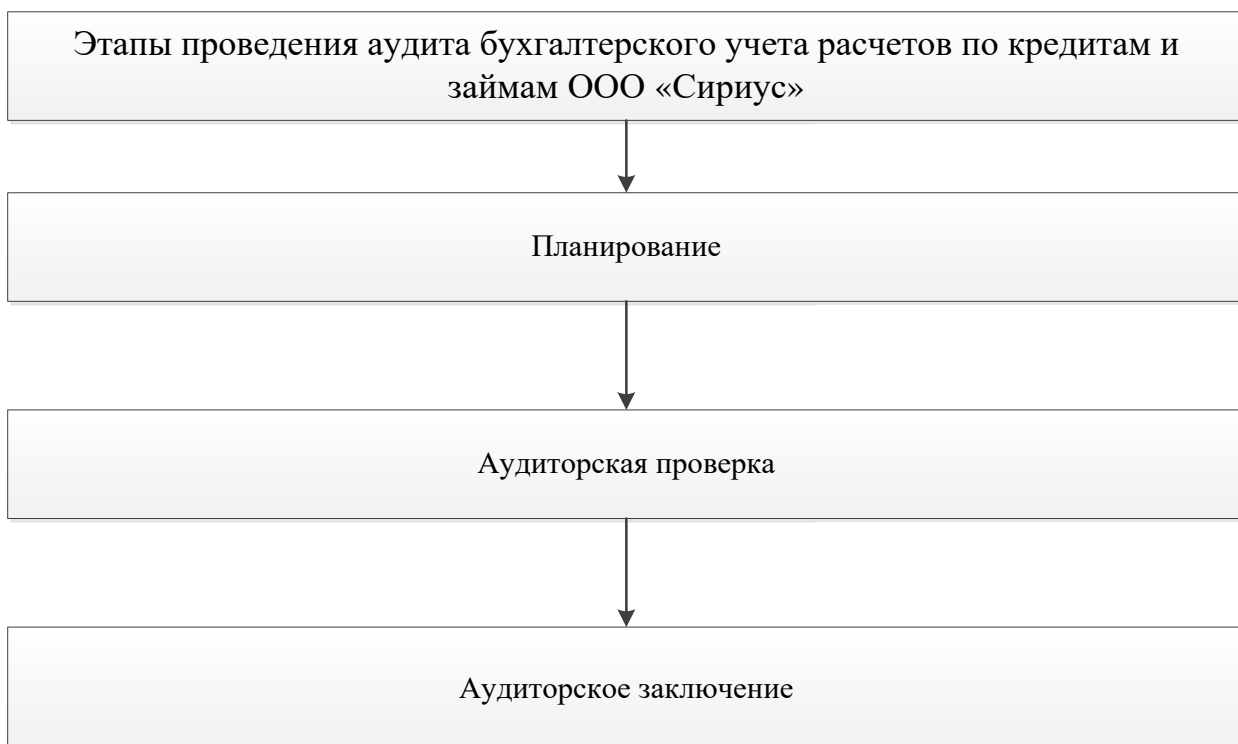 Этапы проведения аудита бухгалтерского учета расчетов по кредитам и
займам ООО «Сириус»
Планирование
Аудиторская проверка
Аудиторское заключение